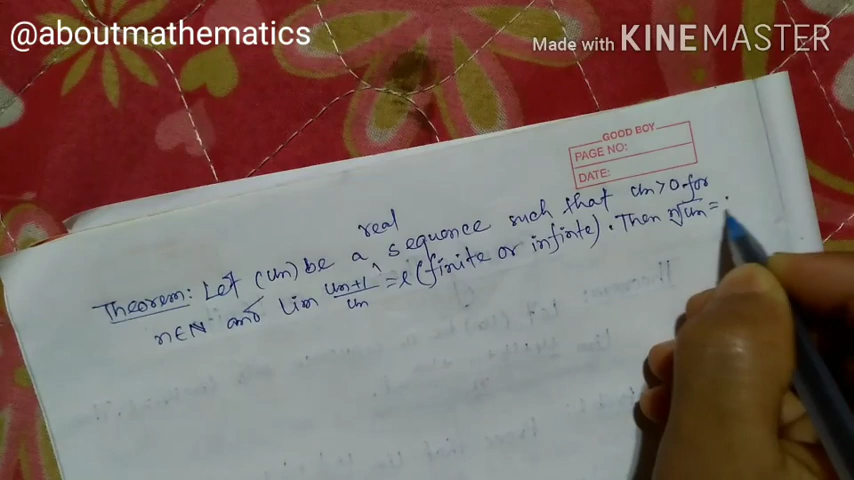 @aboutmathematics
Made with KINEMASTER
GOOD BOY
PAGE NO:
DATE:
real
Theorem: Let (un) be a ^ sequence such that un > 0 for
n∈N and lim un+1/un = l (finite or infinte). Then ⁿ√un =